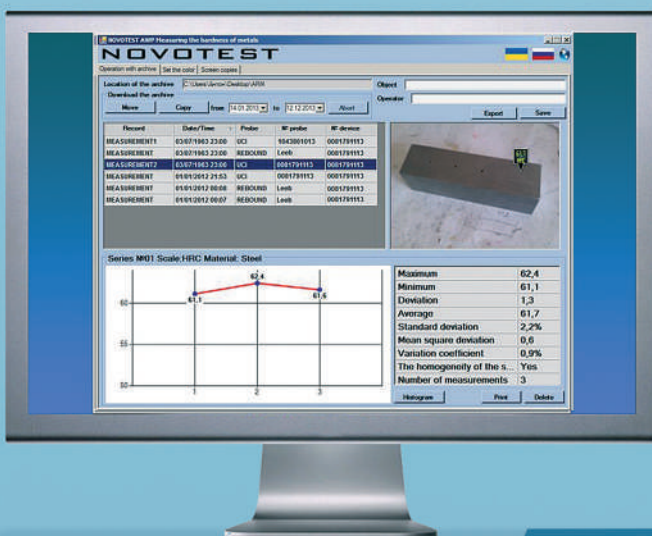 NOVOTEST АWP Measuring the hardness of metals
NOVOTEST
Operation with archive Set the color Screen copies
Location of the archive Object
Download the archive Operator
Move Copy from 14.01.2013 to 12.12.2013 Abort
Export Save
Record Date/Time Probe № probe № device
MEASUREMENT1 03/07/1963 23:00 UCI 1043001013 0001791113
MEASUREMENT 03/07/1963 23:00 REBOUND Leeb 0001791113
MEASUREMENT2 03/07/1963 23:00 UCI 0001791113 0001791113
MEASUREMENT 01/01/2012 21:53 UCI 0001791113 0001791113
MEASUREMENT 01/01/2012 00:08 REBOUND Leeb 0001791113
MEASUREMENT 01/01/2012 00:07 REBOUND Leeb 0001791113
Series №01 Scale:HRC Material: Steel
Maximum 62,4
Minimum 61,1
Deviation 1,3
Average 61,7
Standard deviation 2,2%
Mean square deviation 0,6
Variation coefficient 0,9%
The homogeneity of the s... Yes
Number of measurements 3
60
55
50
61,1
62,4
61,6
1 2 3
Histogram Print Delete